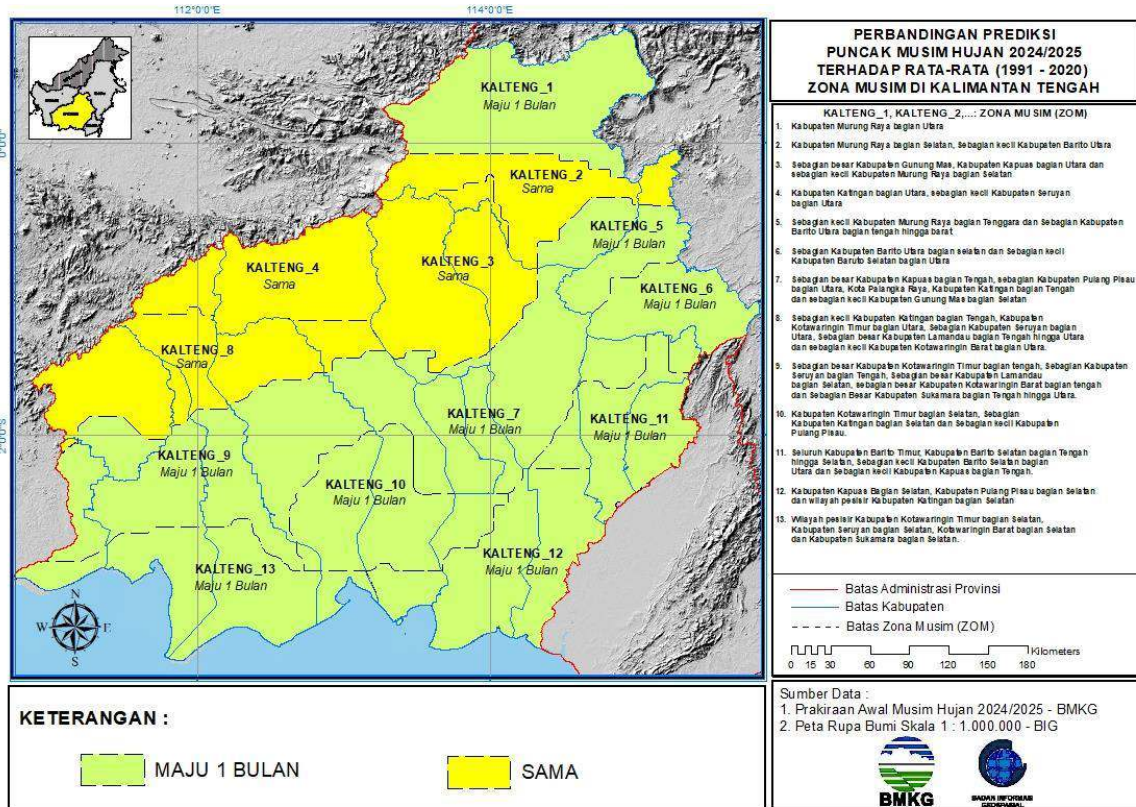 112°0'0"E
114°0'0"E
0°0'0"
2°0'0"S
KALTENG_1
Maju 1 Bulan
KALTENG_2
Sama
KALTENG_5
Maju 1 Bulan
KALTENG_3
Sama
KALTENG_4
Sama
KALTENG_6
Maju 1 Bulan
KALTENG_8
Sama
KALTENG_7
Maju 1 Bulan
KALTENG_11
Maju 1 Bulan
KALTENG_9
Maju 1 Bulan
KALTENG_10
Maju 1 Bulan
KALTENG_12
Maju 1 Bulan
KALTENG_13
Maju 1 Bulan
N
W E
S
PERBANDINGAN PREDIKSI
PUNCAK MUSIM HUJAN 2024/2025
TERHADAP RATA-RATA (1991 - 2020)
ZONA MUSIM DI KALIMANTAN TENGAH
KALTENG_1, KALTENG_2,...: ZONA MUSIM (ZOM)
1. Kabupaten Murung Raya bagian Utara
2. Kabupaten Murung Raya bagian Selatan, Sebagian kecil Kabupaten Barito Utara
3. Sebagian besar Kabupaten Gunung Mas, Kabupaten Kapuas bagian Utara dan
sebagian kecil Kabupaten Murung Raya bagian Selatan
4. Kabupaten Katingan bagian Utara, sebagian kecil Kabupaten Seruyan
bagian Utara
5. Sebagian kecil Kabupaten Murung Raya bagian Tenggara dan Sebagian Kabupaten
Barito Utara bagian tengah hingga barat
6. Sebagian Kabupaten Barito Utara bagian selatan dan Sebagian kecil
Kabupaten Baruto Selatan bagian Utara
7. Sebagian besar Kabupaten Kapuas bagian Tengah, sebagian Kabupaten Pulang Pisau
bagian Utara, Kota Palangka Raya, Kabupaten Katingan bagian Tengah
dan sebagian kecil Kabupaten Gunung Mas bagian Selatan
8. Sebagian kecil Kabupaten Katingan bagian Tengah, Kabupaten
Kotawaringin Timur bagian Utara, Sebagian Kabupaten Seruyan bagian
Utara, Sebagian besar Kabupaten Lamandau bagian Tengah hingga Utara
dan sebagian kecil Kabupaten Kotawaringin Barat bagian Utara.
9. Sebagian besar Kabupaten Kotawaringin Timur bagian tengah, Sebagian Kabupaten
Seruyan bagian Tengah, Sebagian besar Kabupaten Lamandau
bagian Selatan, sebagian besar Kabupaten Kotawaringin Barat bagian tengah
dan Sebagian Besar Kabupaten Sukamara bagian Tengah hingga Utara.
10. Kabupaten Kotawaringin Timur bagian Selatan, Sebagian
Kabupaten Katingan bagian Selatan dan Sebagian kecil Kabupaten
Pulang Pisau.
11. Seluruh Kabupaten Barito Timur, Kabupaten Barito Selatan bagian Tengah
hingga Selatan, Sebagian kecil Kabupaten Barito Selatan bagian
Utara dan Sebagian kecil Kabupaten Kapuas bagian Tengah.
12. Kabupaten Kapuas Bagian Selatan, Kabupaten Pulang Pisau bagian Selatan
dan wilayah pesisir Kabupaten Katingan bagian Selatan
13. Wilayah pesisir Kabupaten Kotawaringin Timur bagian Selatan,
Kabupaten Seruyan bagian Selatan, Kotawaringin Barat bagian Selatan
dan Kabupaten Sukamara bagian Selatan.
Batas Administrasi Provinsi
Batas Kabupaten
Batas Zona Musim (ZOM)
Kilometers
0 15 30 60 90 120 150 180
Sumber Data :
1. Prakiraan Awal Musim Hujan 2024/2025 - BMKG
2. Peta Rupa Bumi Skala 1 : 1.000.000 - BIG
BMKG
BADAN INFORMASI
GEOSPASIAL
KETERANGAN :
MAJU 1 BULAN
SAMA